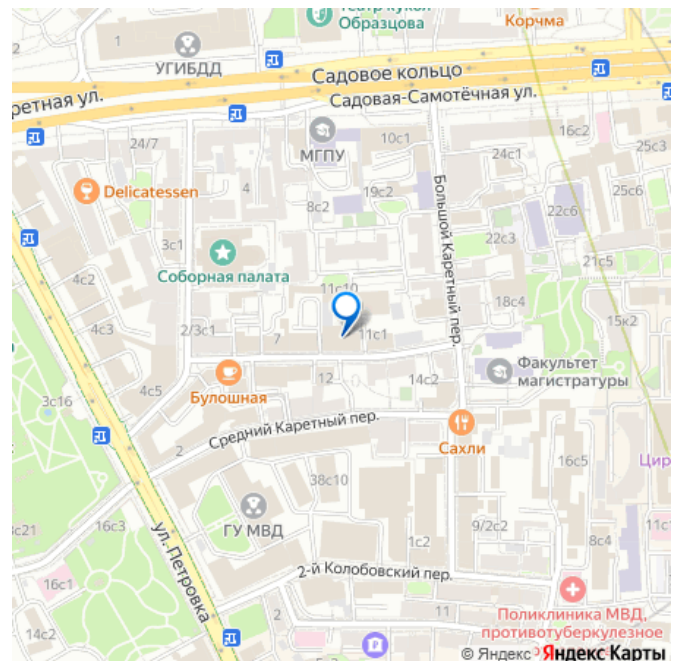 Образцова
Корчма
1
УГИБДД
Садовое кольцо
Садовая-Самотёчная ул.
ретная ул.
24/7
МГПУ
10с1
16с2
25с3
24с1
Delicatessen
4
8с2
19с2
Большой Каретный пер.
22с6
25с6
3с1
22с3
Соборная палата
21с5
4с2
11с10
18с4
15к2
4с3
2/3с1
7
11с1
Факультет
магистратуры
4с5
Булошная
12
14с2
3с16
Средний Каретный пер.
Сахли
2
Цир
38с10
16с5
ГУ МВД
с21
16с3
ул. Петровка
1с2
9/2с2
8с4
11с
2-й Колобовский пер.
16с1
11
Поликлиника МВД,
противотуберкулезное
14с2
© Яндекс Яндекс Карты